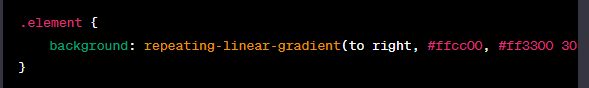 .element {
background: repeating-linear-gradient(to right, #ffcc00, #ff3300 30
}